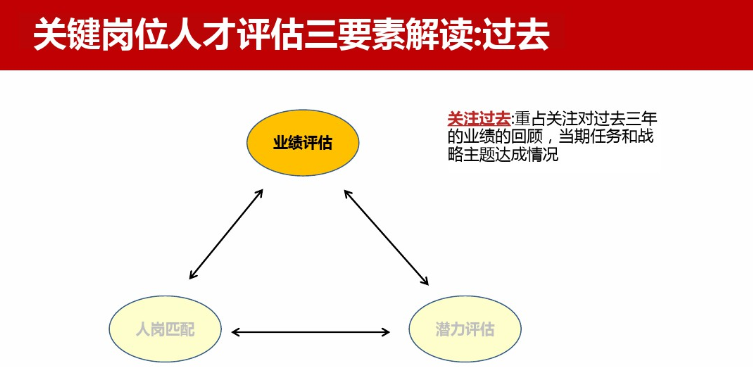 关键岗位人才评估三要素解读:过去
业绩评估
关注过去:重占关注对过去三年
的业绩的回顾，当期任务和战
略主题达成情况
人岗匹配
潜力评估